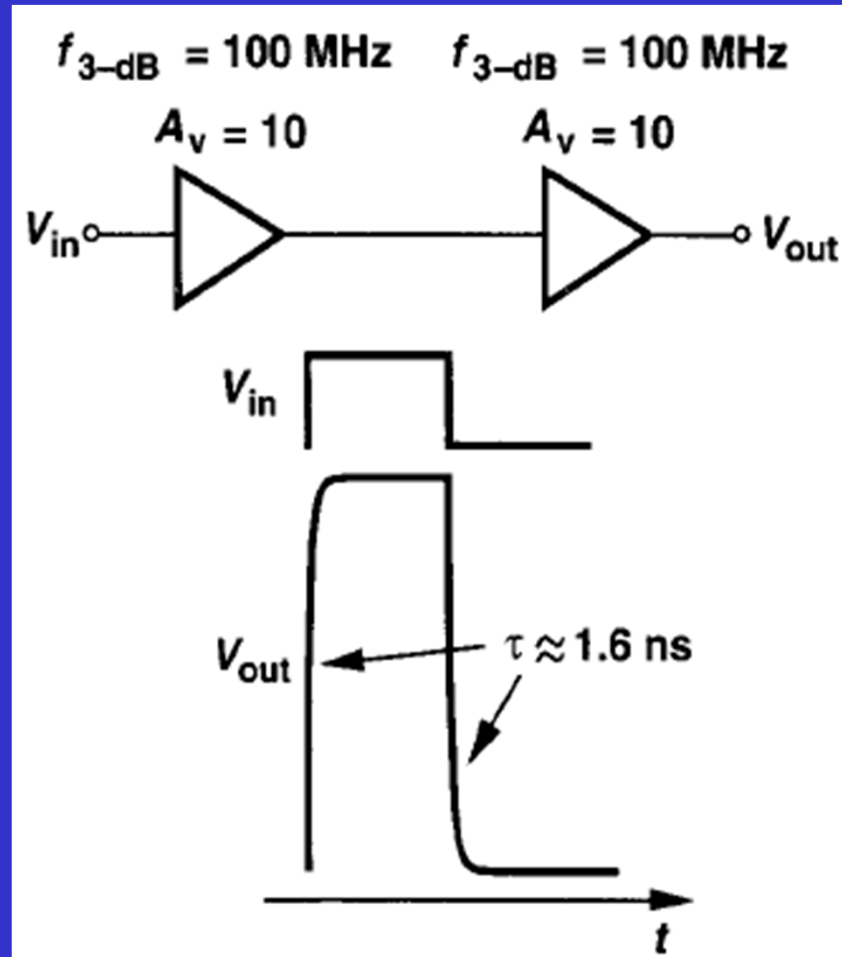 f3–dB = 100 MHz f3–dB = 100 MHz
Av = 10 Av = 10
Vin Vout
Vin
Vout τ ≈ 1.6 ns
t